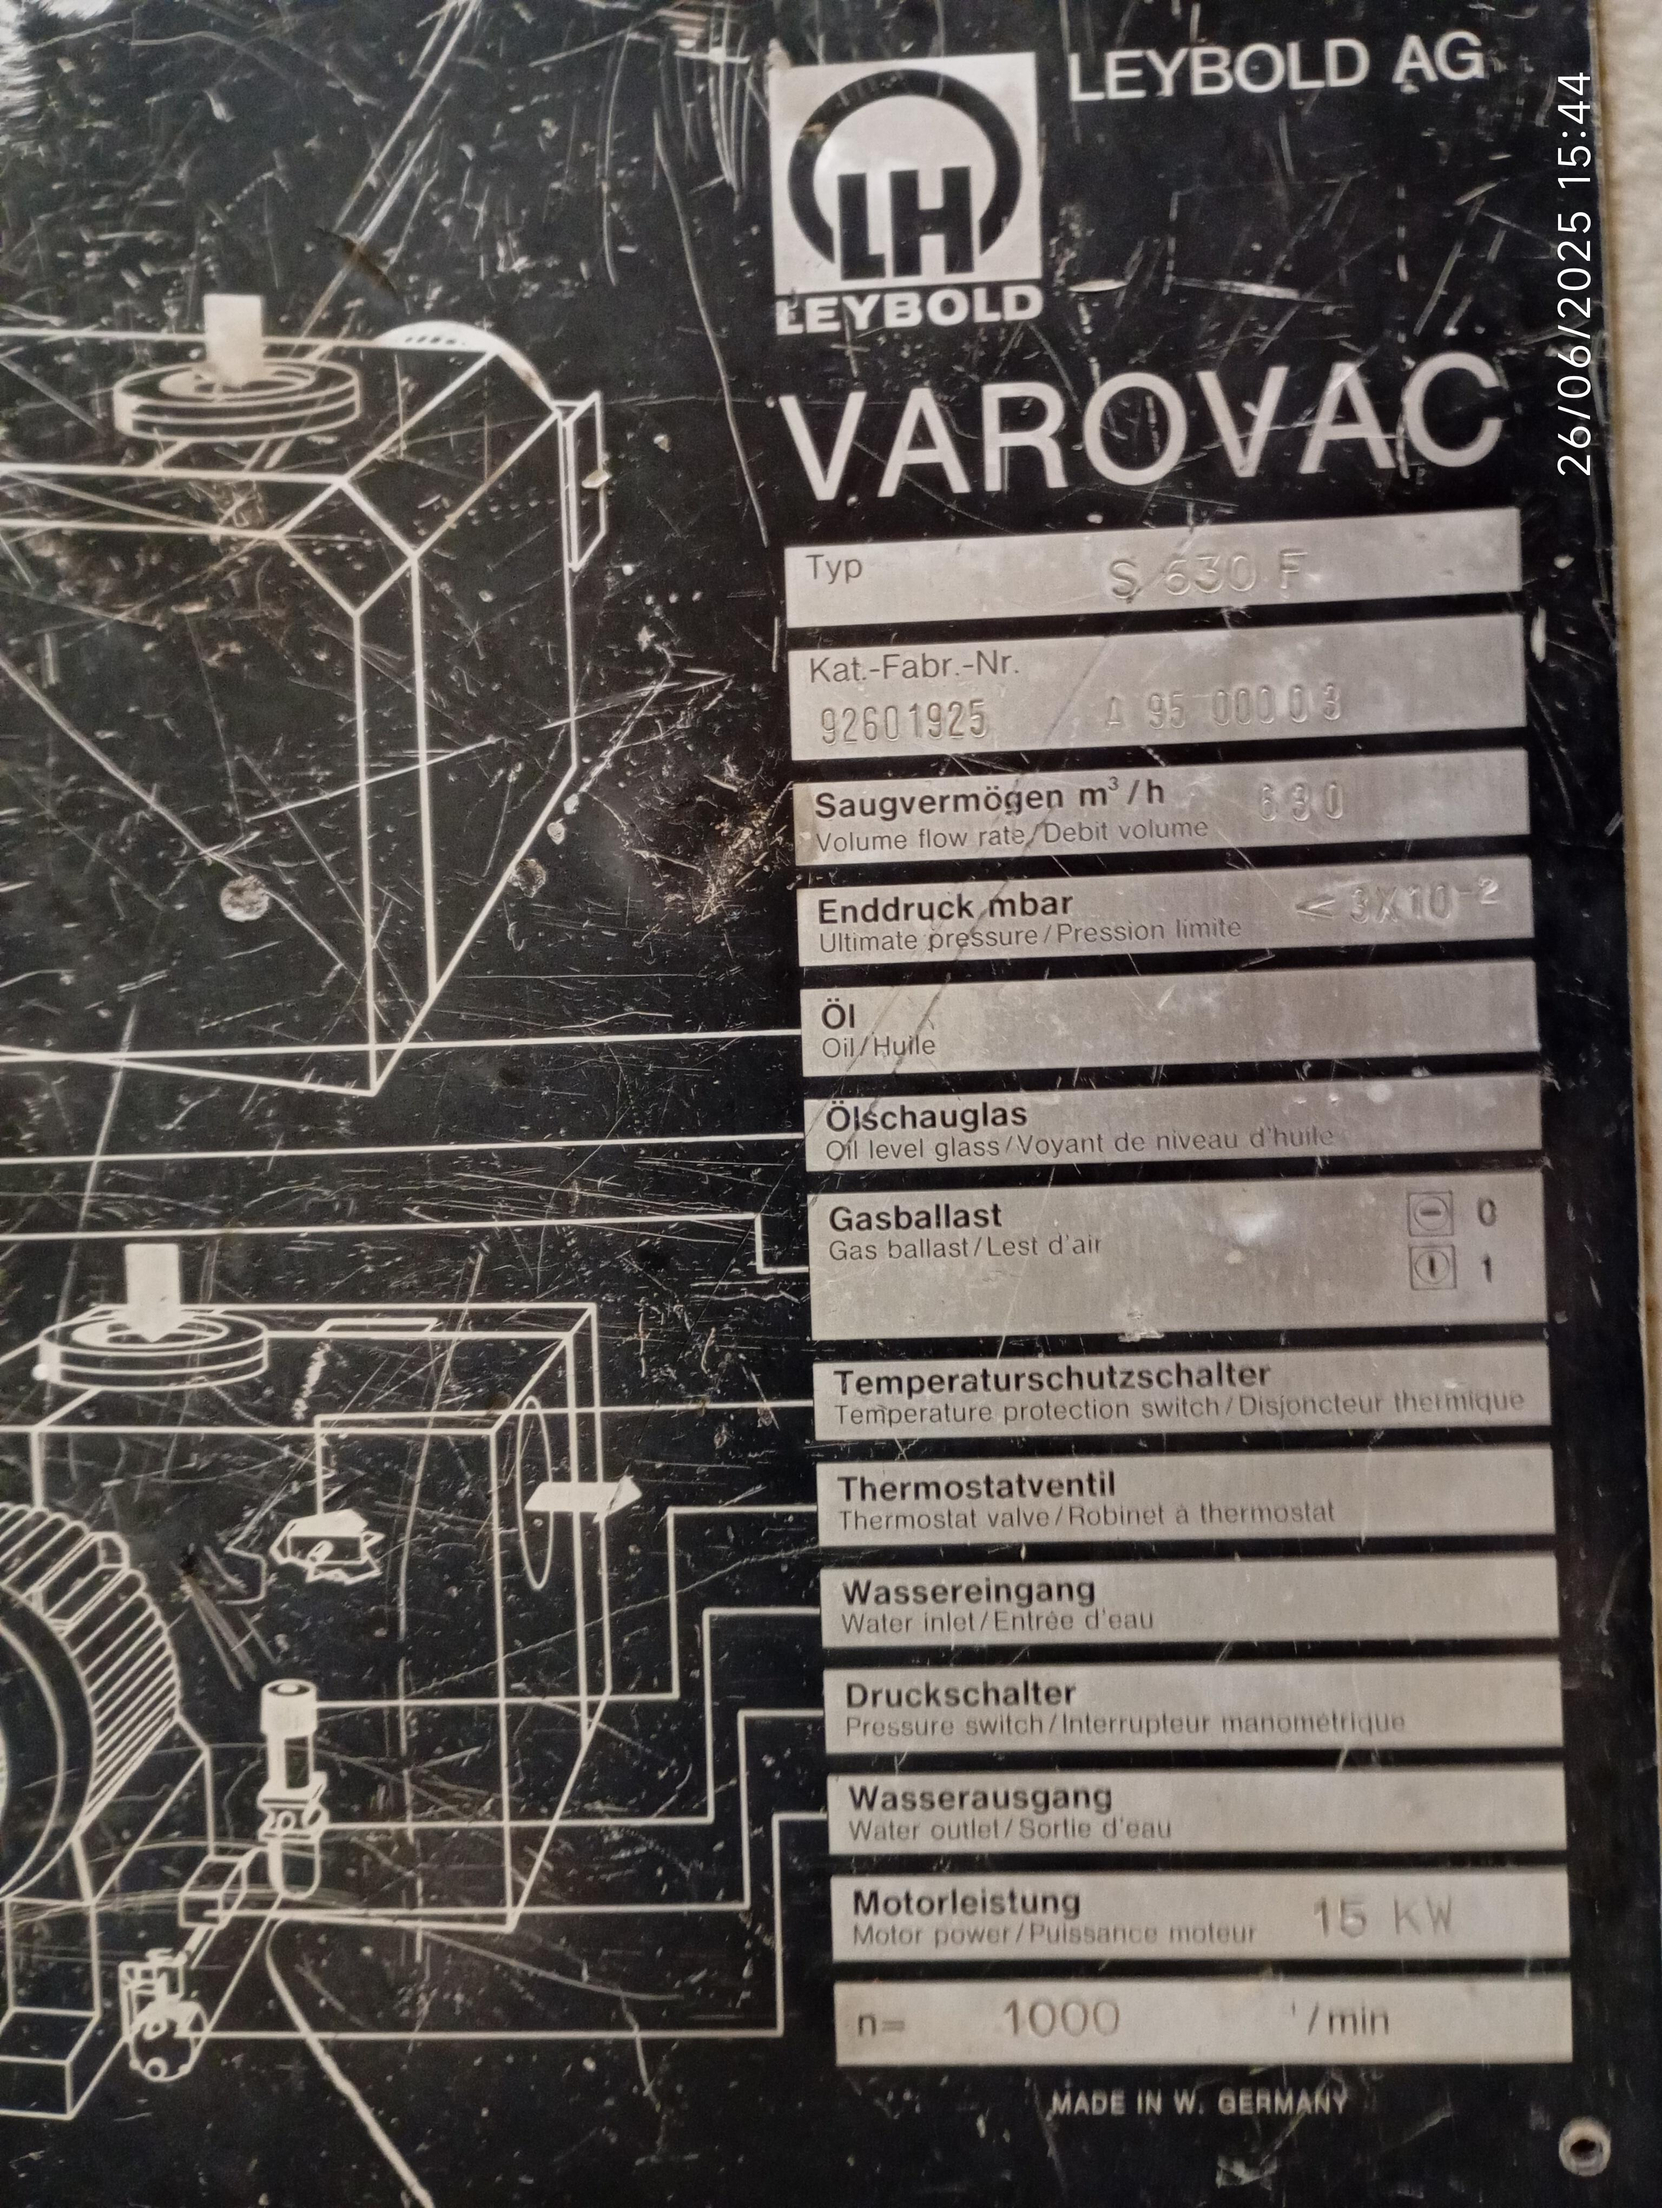 LEYBOLD AG
LH
LEYBOLD
VAROVAC
Typ S 630 F
Kat.-Fabr.-Nr.
92601925 A 95 00003
Saugvermögen m³/h 630
Volume flow rate/Debit volume
Enddruck mbar < 3X10⁻²
Ultimate pressure/Pression limite
Öl
Oil/Huile
Ölschauglas
Oil level glass/Voyant de niveau d'huile
Gasballast 0
Gas ballast/Lest d'air 1
Temperaturschutzschalter
Temperature protection switch/Disjoncteur thermique
Thermostatventil
Thermostat valve/Robinet à thermostat
Wassereingang
Water inlet/Entrée d'eau
Druckschalter
Pressure switch/Interrupteur manométrique
Wasserausgang
Water outlet/Sortie d'eau
Motorleistung 15 KW
Motor power/Puissance moteur
n= 1000 ¹/min
MADE IN W. GERMANY
26/06/2025 15:44